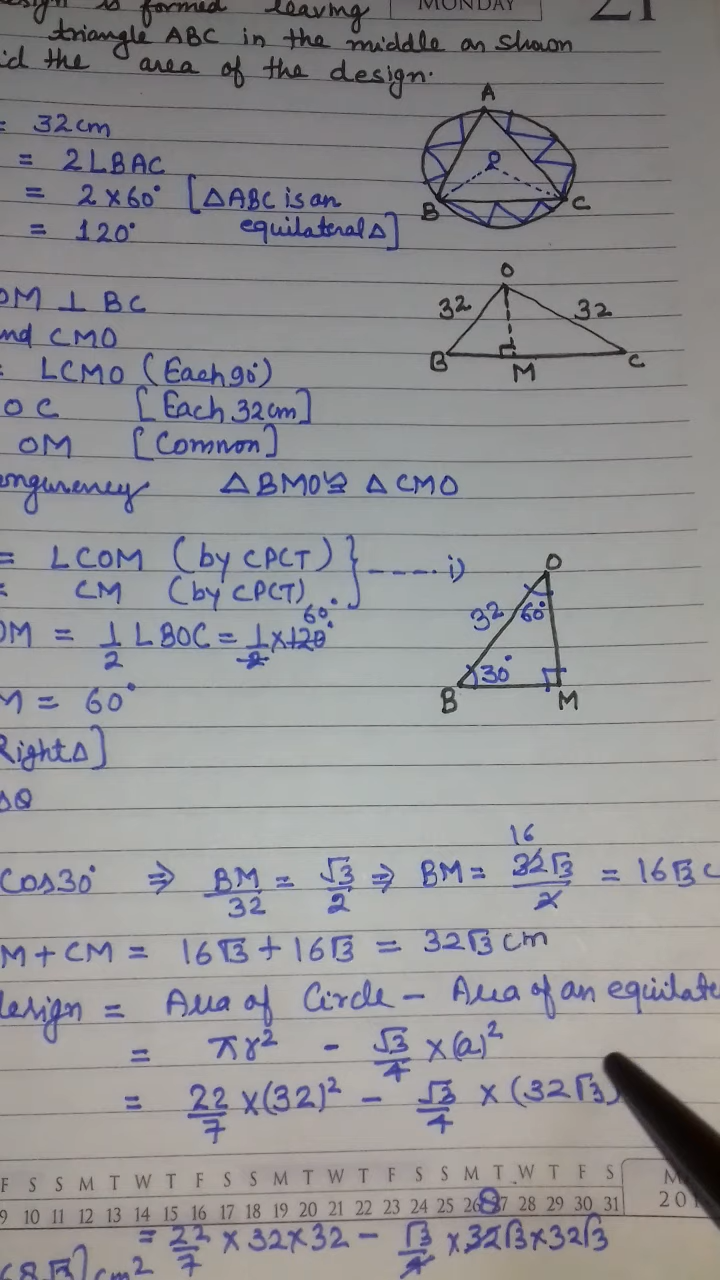 is formed leaving
MONDAY
21
triangle ABC in the middle as shown
the area of the design.
A
= 32cm
= 2∠BAC
= 2×60° [△ABC is an
= 120° equilateral△]
O
B
C
OM ⊥ BC
and CMO
= ∠CMO (Each 90°)
OC [Each 32cm]
OM [Common]
△BMO≅△CMO
O
32
32
B
M
C
= ∠COM (by CPCT)
= CM (by CPCT) } -----i)
OM = 1/2 ∠BOC = 1/2×120° 60°
M = 60°
Right△]
O
32
60°
30°
B
M
Cos30° ⇒ BM/32 = √3/2 ⇒ BM = 32√3/2 16 = 16√3 c
M + CM = 16√3 + 16√3 = 32√3 cm
design = Area of Circle - Area of an equilate
= πr² - √3/4 ×(a)²
= 22/7 ×(32)² - √3/4 ×(32√3)
F S S M T W T F S S M T W T F S S M T W T F S
9 10 11 12 13 14 15 16 17 18 19 20 21 22 23 24 25 26 27 28 29 30 31
M
20
= 22/7 ×32×32 - √3/4 ×32√3×32√3
cm²